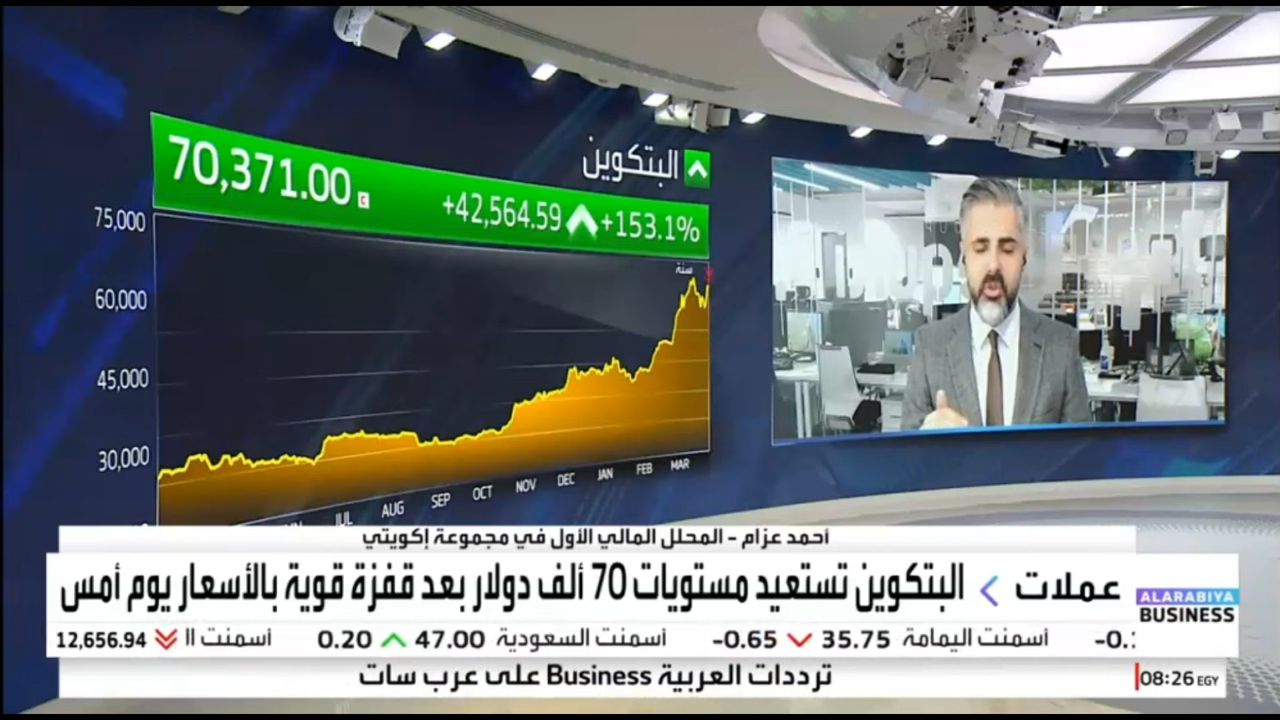 البتكوين
70,371.00
+42,564.59 +153.1%
سنة
75,000
60,000
45,000
30,000
JUL AUG SEP OCT NOV DEC JAN FEB MAR
أحمد عزام - المحلل المالي الأول في مجموعة إكويتي
عملات > البتكوين تستعيد مستويات 70 ألف دولار بعد قفزة قوية بالأسعار يوم أمس
ALARABIYA
BUSINESS
أسمنت اليمامة 35.75 -0.65 أسمنت السعودية 47.00 0.20 أسمنت ال 12,656.94
ترددات العربية Business على عرب سات
08:26 EGY